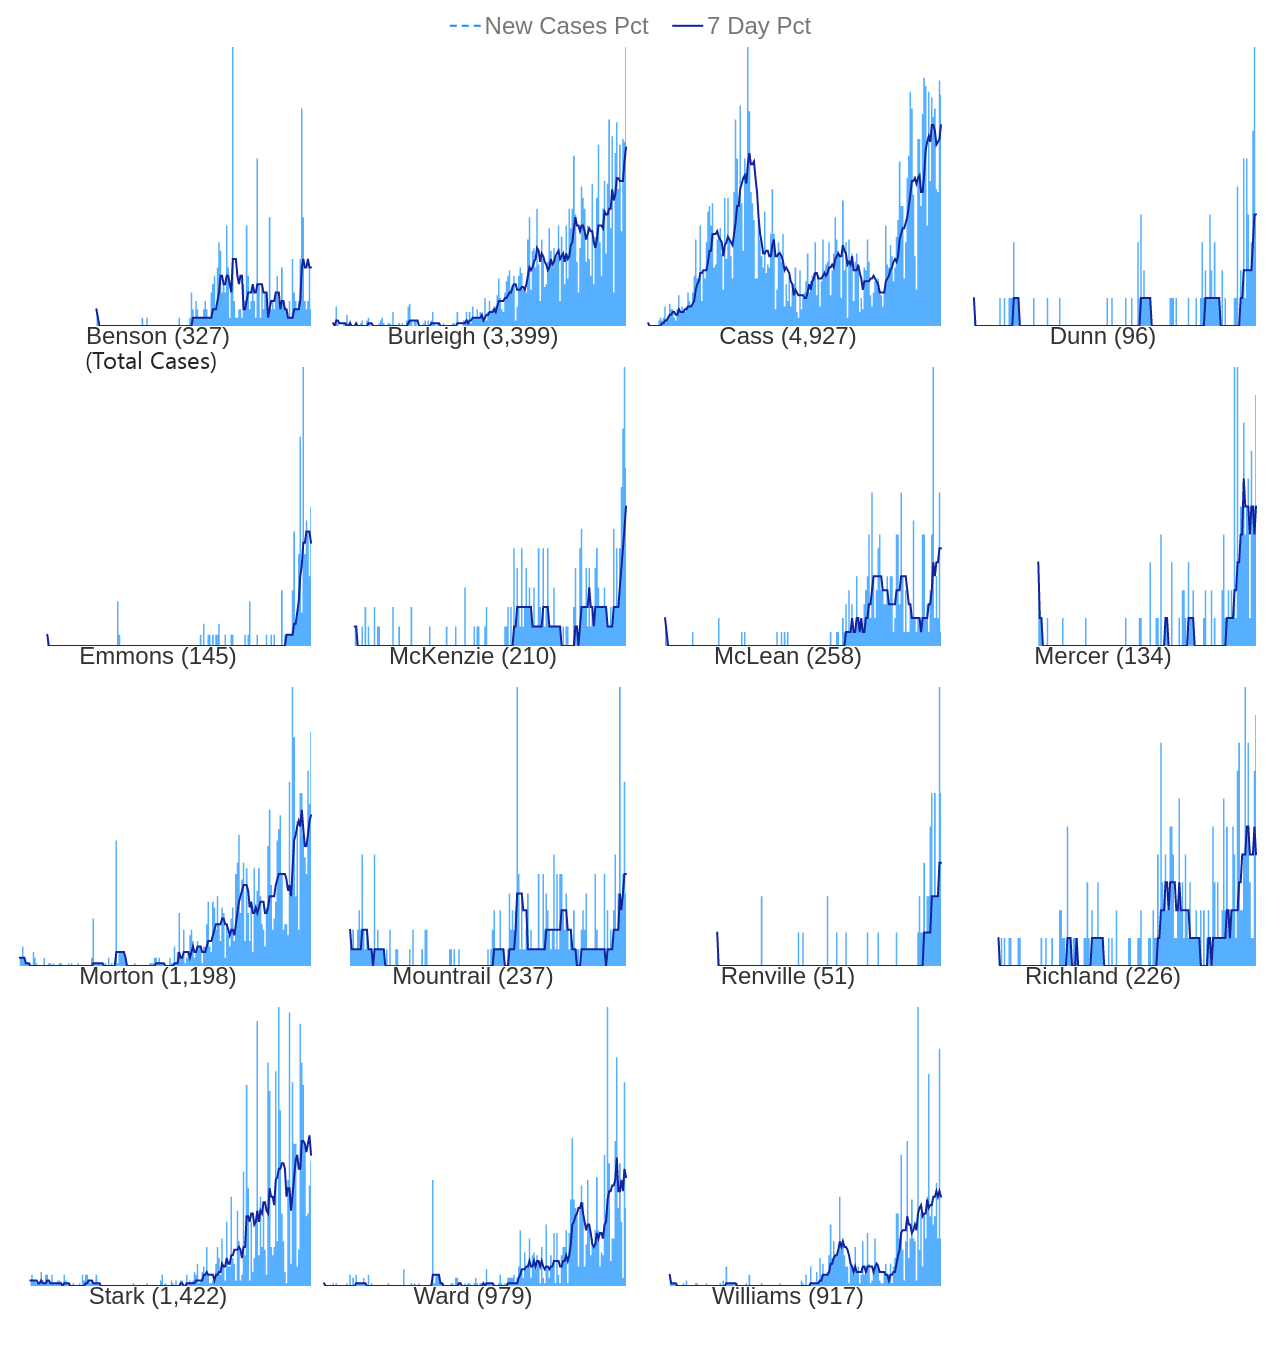 New Cases Pct 7 Day Pct
Benson (327) Burleigh (3,399) Cass (4,927) Dunn (96)
(Total Cases)
Emmons (145) McKenzie (210) McLean (258) Mercer (134)
Morton (1,198) Mountrail (237) Renville (51) Richland (226)
Stark (1,422) Ward (979) Williams (917)